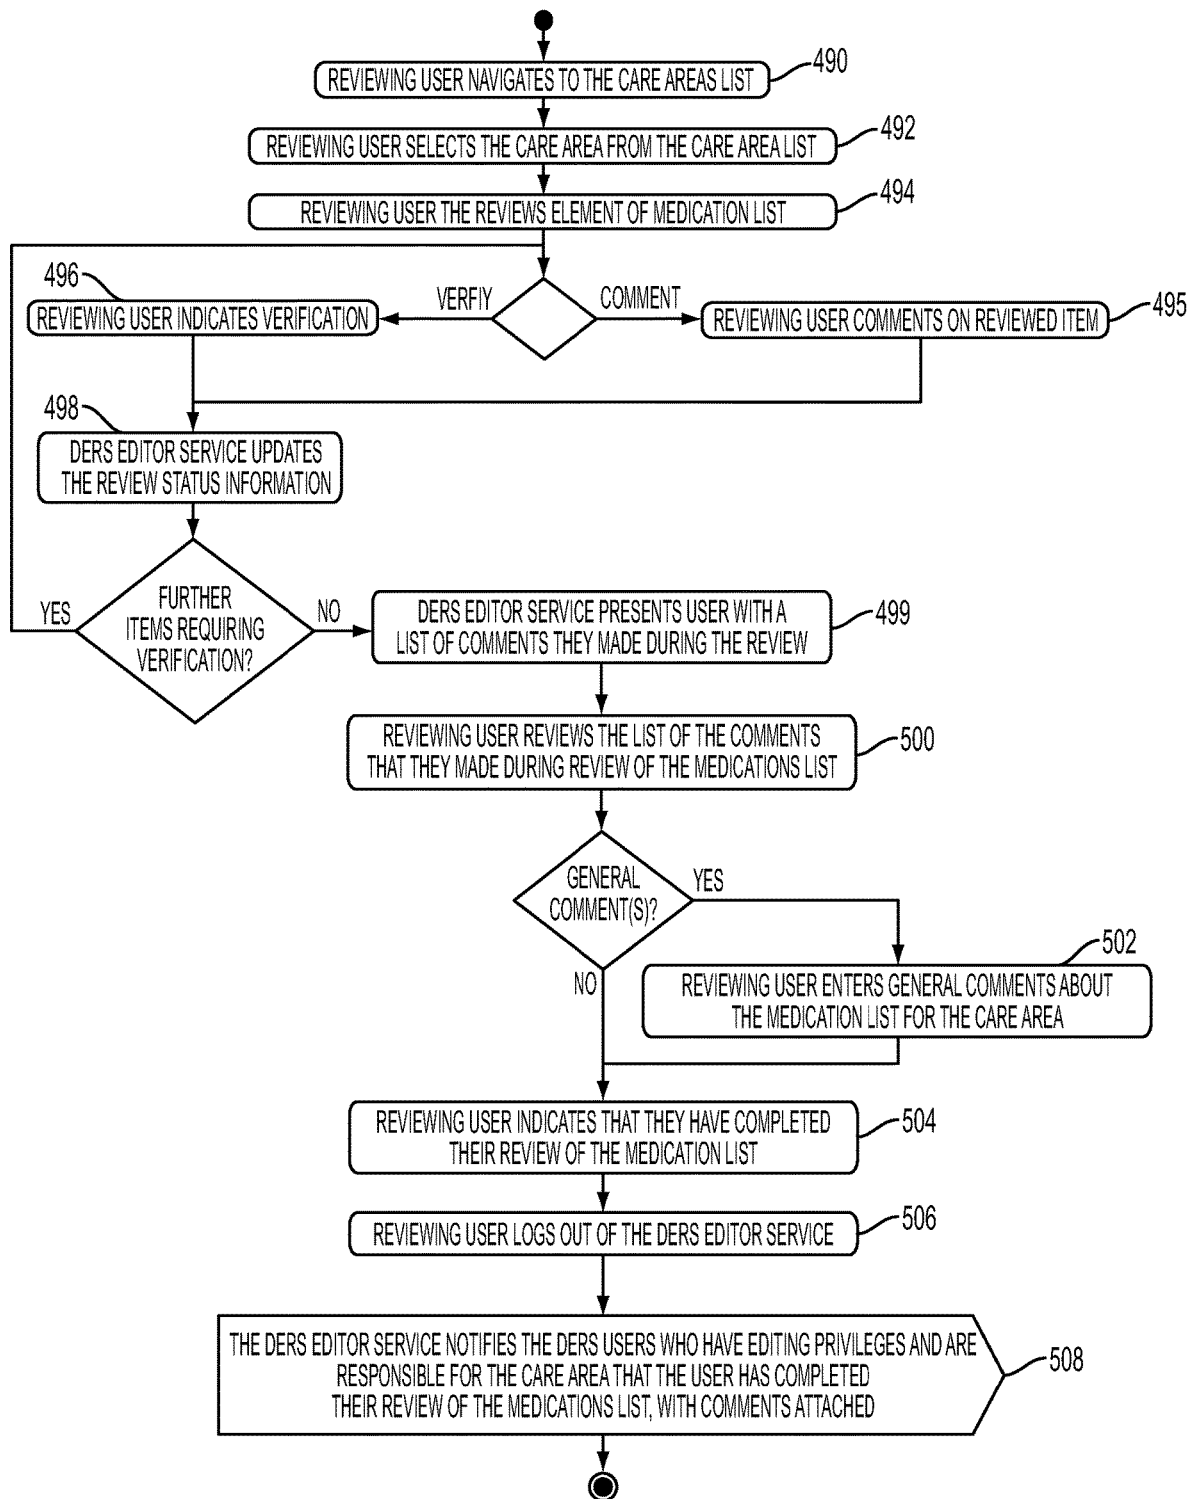 REVIEWING USER NAVIGATES TO THE CARE AREAS LIST
490
REVIEWING USER SELECTS THE CARE AREA FROM THE CARE AREA LIST
492
REVIEWING USER THE REVIEWS ELEMENT OF MEDICATION LIST
494
496
VERFIY
COMMENT
REVIEWING USER INDICATES VERIFICATION
REVIEWING USER COMMENTS ON REVIEWED ITEM
495
498
DERS EDITOR SERVICE UPDATES
THE REVIEW STATUS INFORMATION
YES
FURTHER
ITEMS REQUIRING
VERIFICATION?
NO
DERS EDITOR SERVICE PRESENTS USER WITH A
LIST OF COMMENTS THEY MADE DURING THE REVIEW
499
REVIEWING USER REVIEWS THE LIST OF THE COMMENTS
THAT THEY MADE DURING REVIEW OF THE MEDICATIONS LIST
500
GENERAL
COMMENT(S)?
YES
NO
502
REVIEWING USER ENTERS GENERAL COMMENTS ABOUT
THE MEDICATION LIST FOR THE CARE AREA
REVIEWING USER INDICATES THAT THEY HAVE COMPLETED
THEIR REVIEW OF THE MEDICATION LIST
504
REVIEWING USER LOGS OUT OF THE DERS EDITOR SERVICE
506
THE DERS EDITOR SERVICE NOTIFIES THE DERS USERS WHO HAVE EDITING PRIVILEGES AND ARE
RESPONSIBLE FOR THE CARE AREA THAT THE USER HAS COMPLETED
THEIR REVIEW OF THE MEDICATIONS LIST, WITH COMMENTS ATTACHED
508